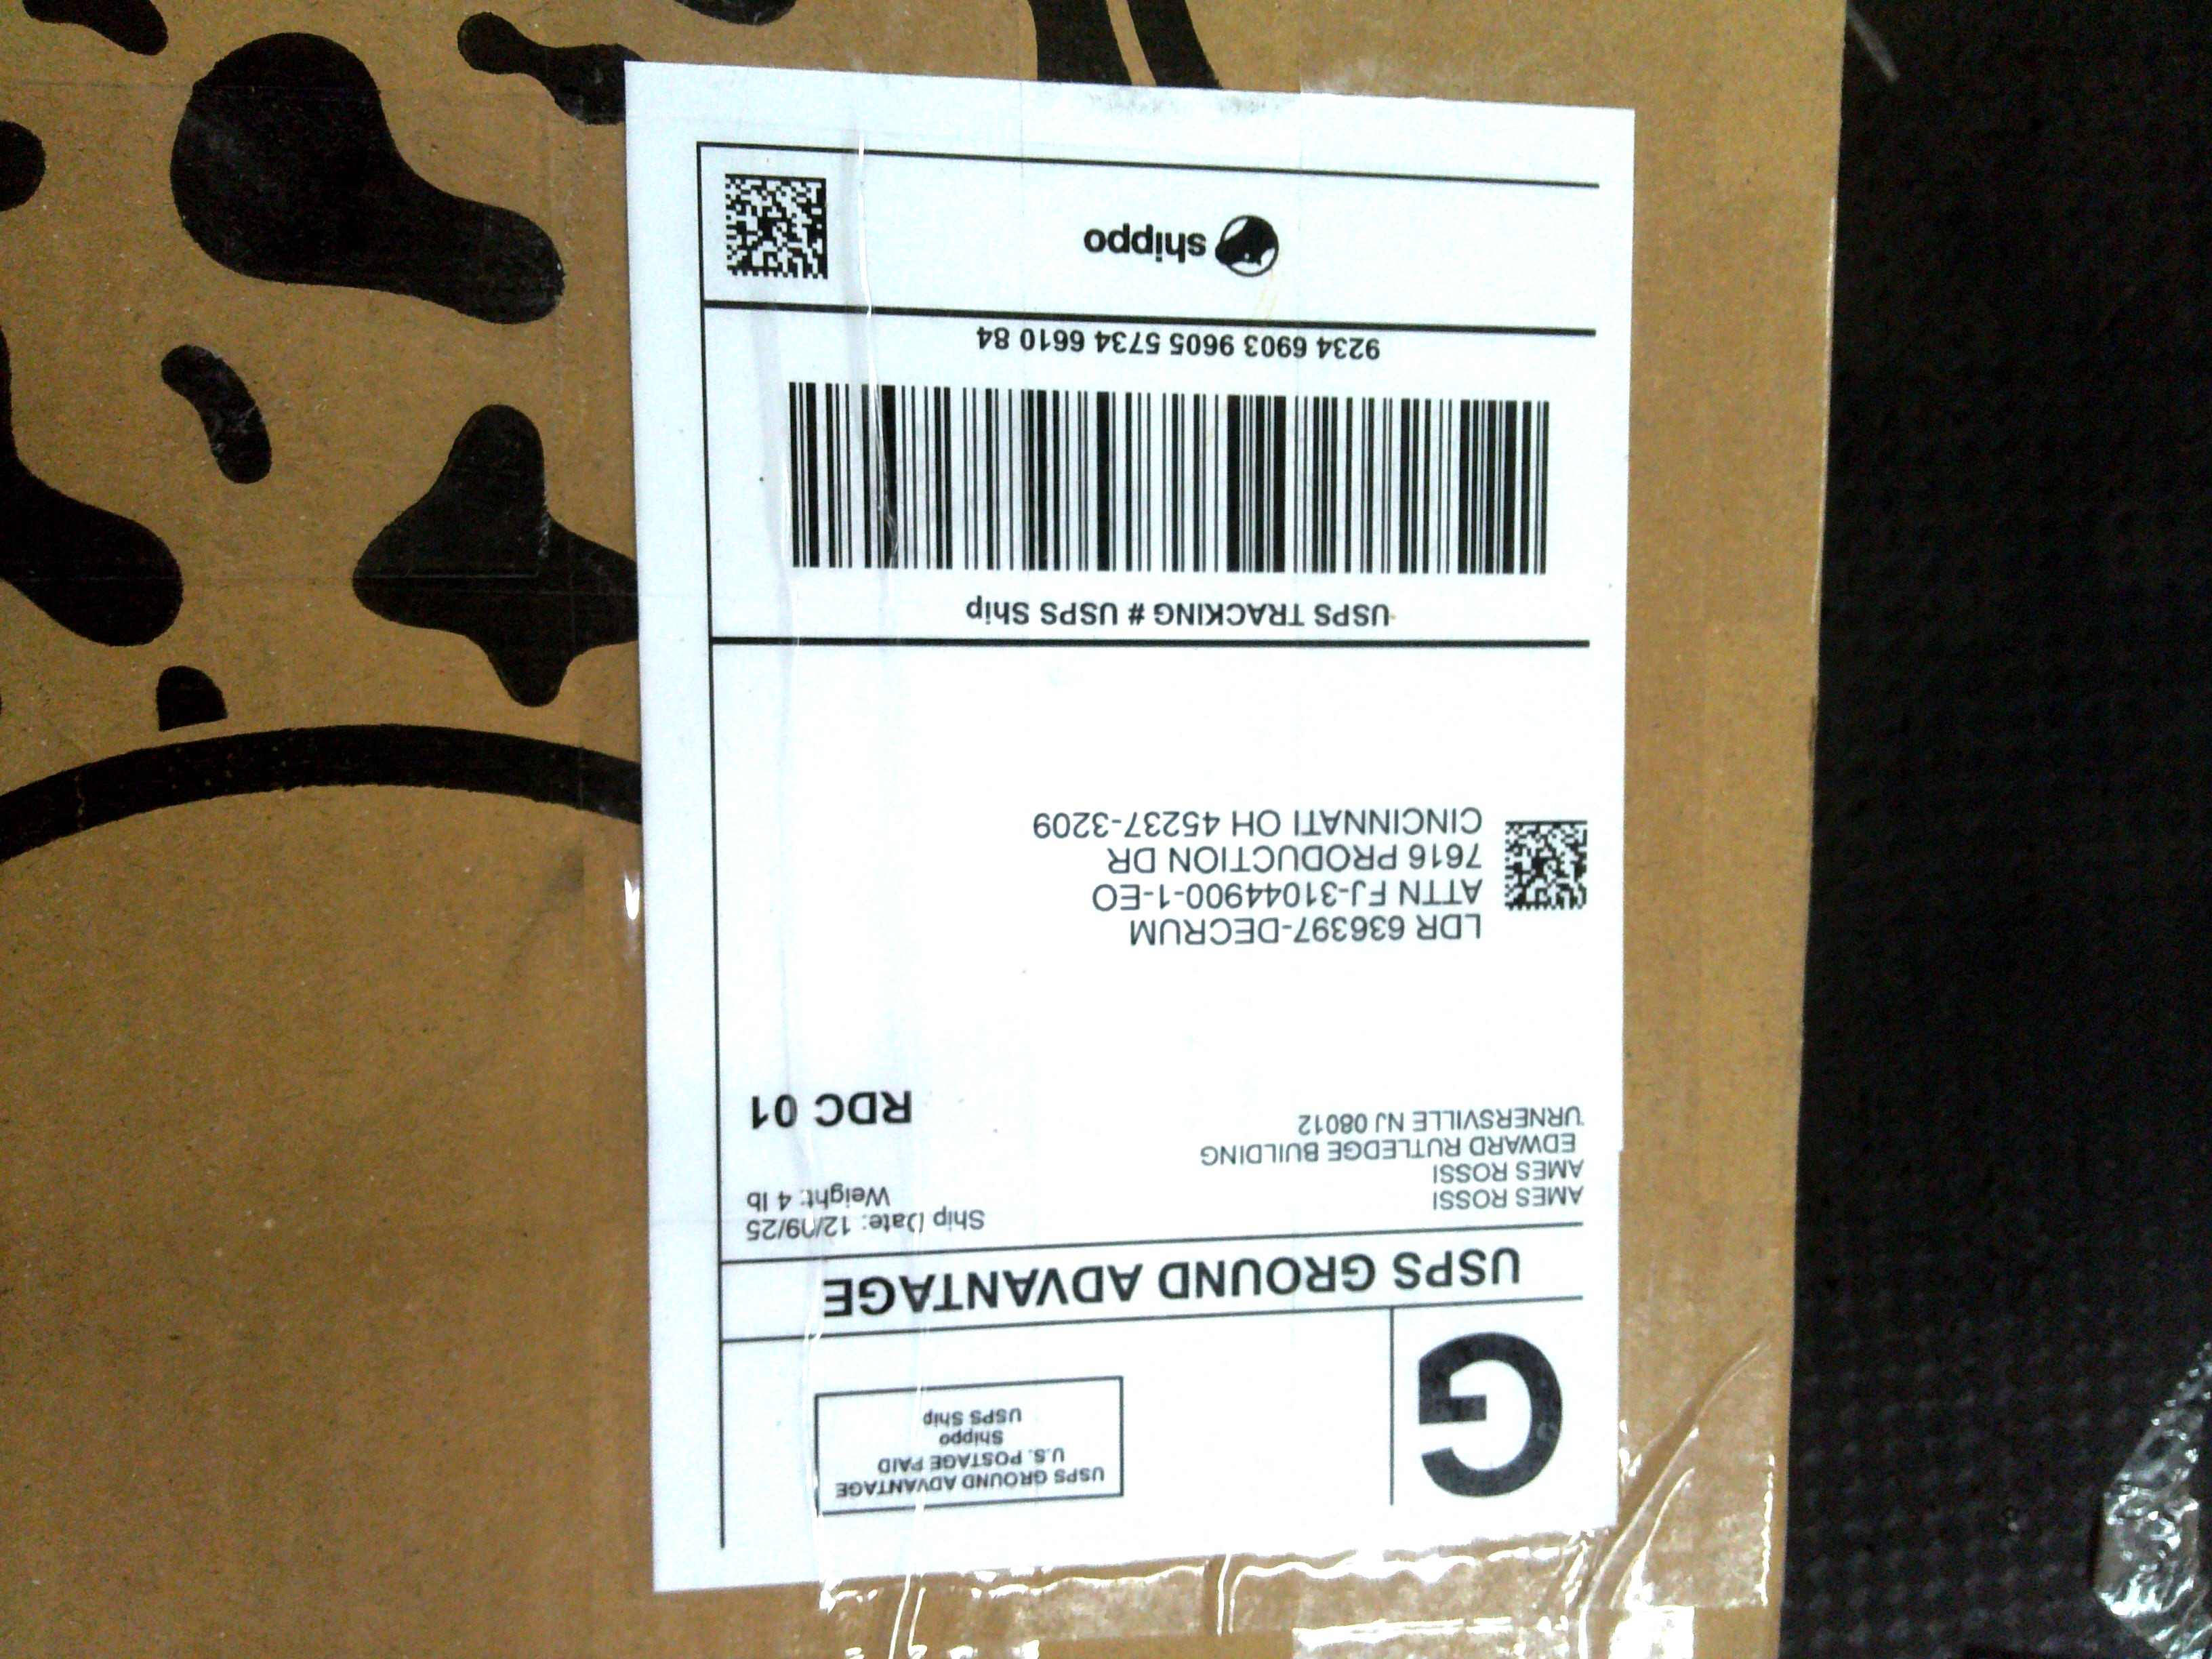 G
USPS GROUND ADVANTAGE
U.S. POSTAGE PAID
Shippo
USPS Ship
USPS GROUND ADVANTAGE
AMES ROSSI
AMES ROSSI
EDWARD RUTLEDGE BUILDING
URNERSVILLE NJ 08012
Ship Date: 12/09/25
Weight: 4 lb
RDC 01
LDR 636397-DECRUM
ATTN FJ-31044900-1-EO
7616 PRODUCTION DR
CINCINNATI OH 45237-3209
USPS TRACKING # USPS Ship
9234 6903 9605 5734 6610 84
shippo